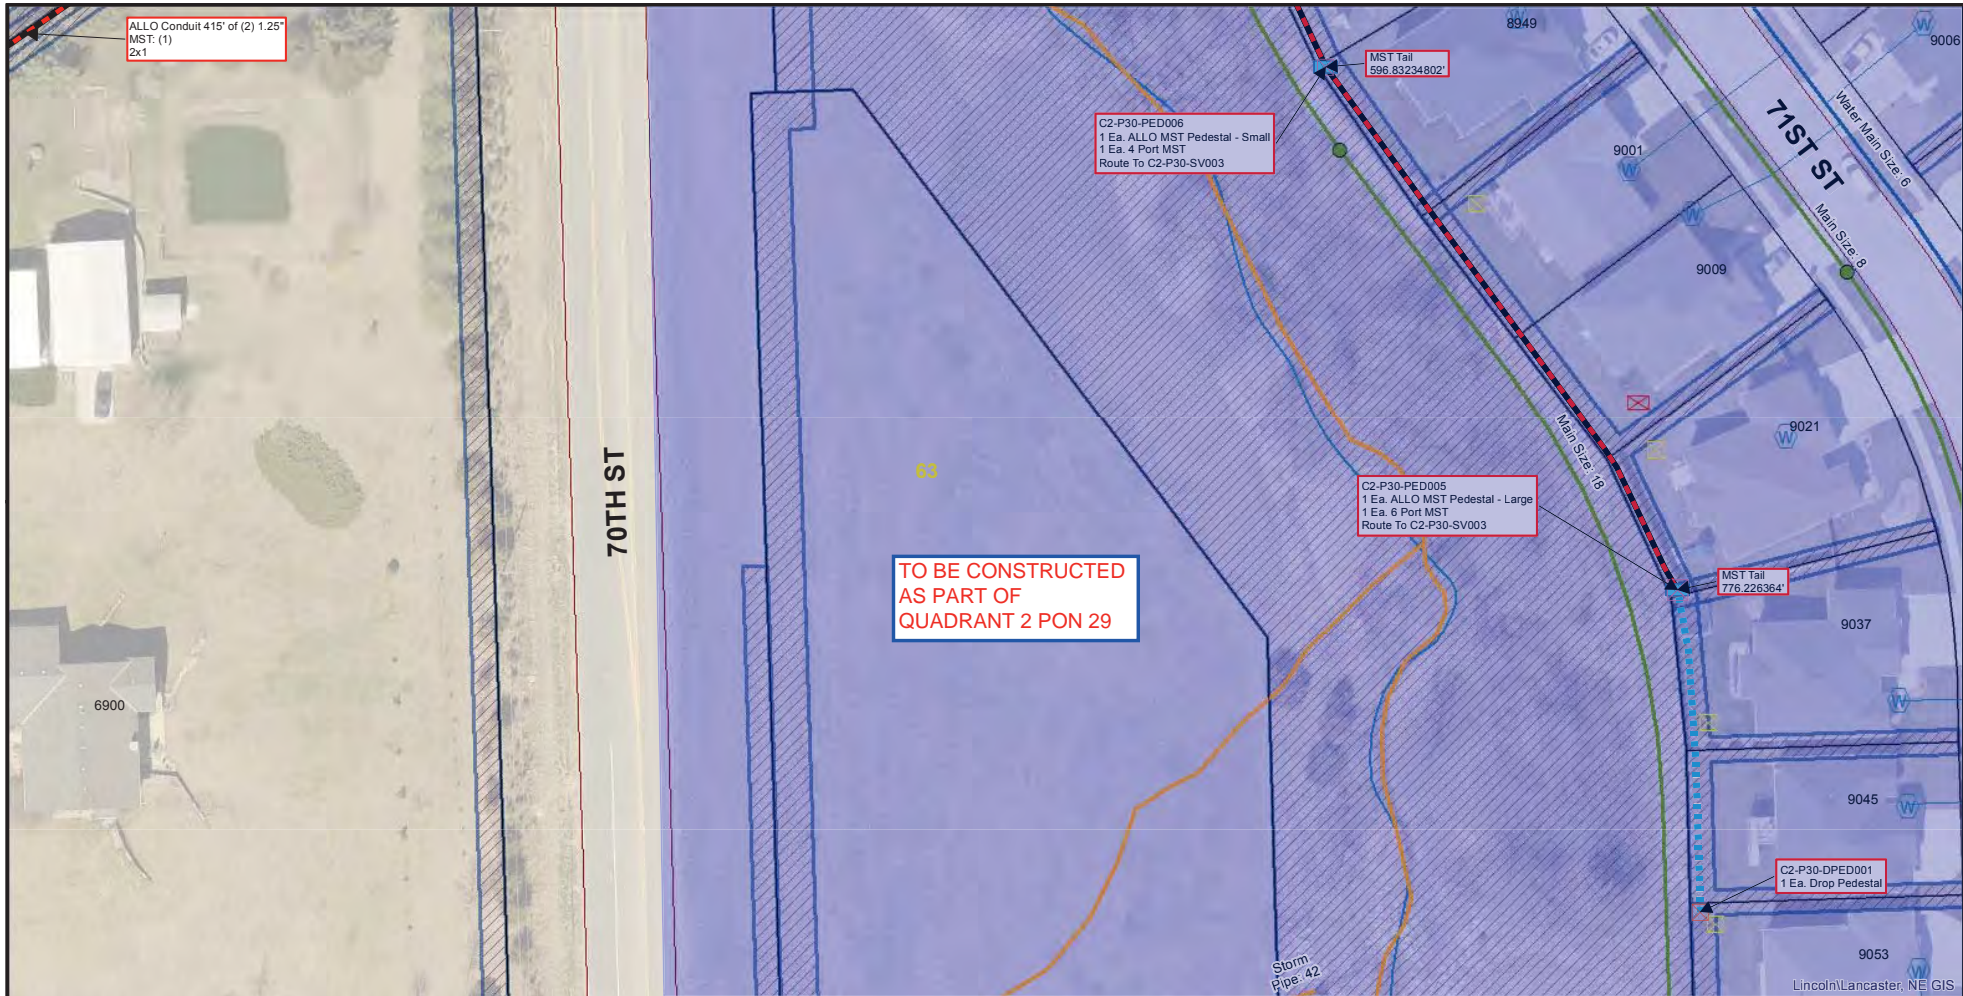 ALLO Conduit 415' of (2) 1.25"
MST: (1)
2x1
8949
9006
MST Tail
596.83234802'
Water Main Size: 6
71ST ST
C2-P30-PED006
1 Ea. ALLO MST Pedestal - Small
1 Ea. 4 Port MST
Route To C2-P30-SV003
9001
W
W
W
W
Main Size: 8
9009
9021
W
Main Size: 18
63
70TH ST
C2-P30-PED005
1 Ea. ALLO MST Pedestal - Large
1 Ea. 6 Port MST
Route To C2-P30-SV003
TO BE CONSTRUCTED
AS PART OF
QUADRANT 2 PON 29
MST Tail
776.226364'
9037
W
6900
9045
W
C2-P30-DPED001
1 Ea. Drop Pedestal
9053
W
Storm
Pipe: 42
Lincoln\Lancaster, NE GIS